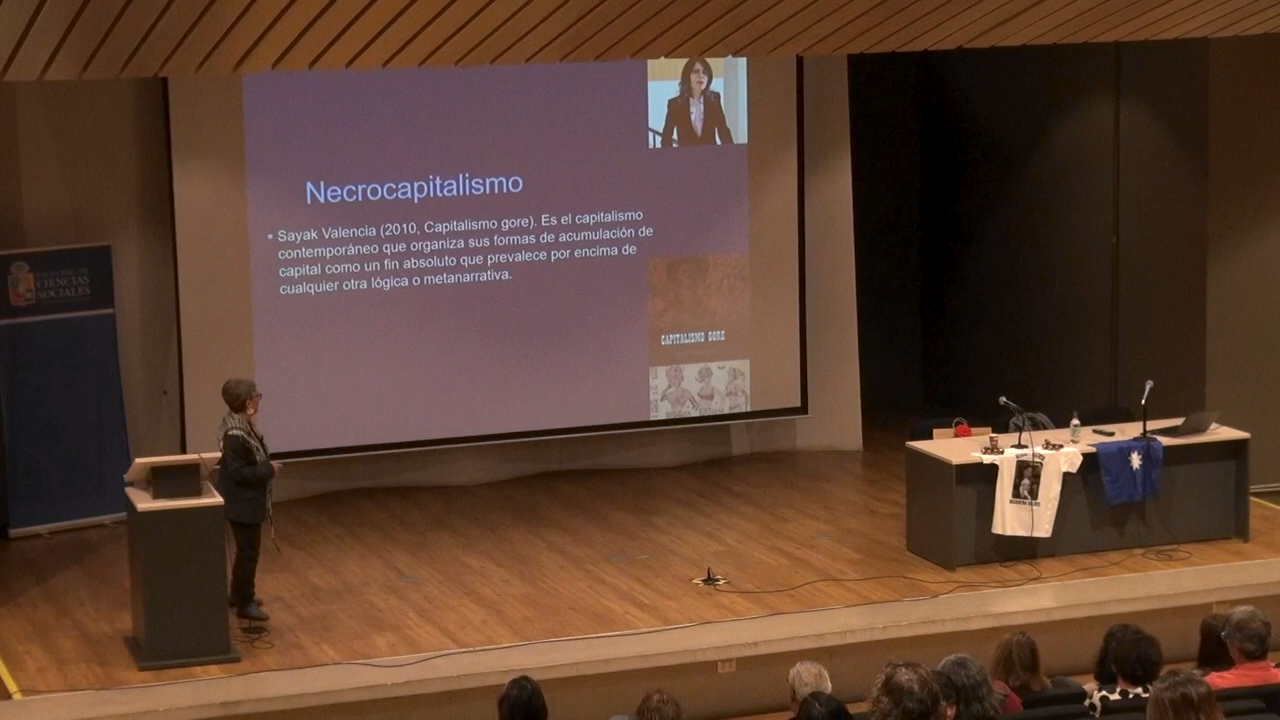 Necrocapitalismo
• Sayak Valencia (2010, Capitalismo gore). Es el capitalismo
contemporáneo que organiza sus formas de acumulación de
capital como un fin absoluto que prevalece por encima de
cualquier otra lógica o metanarrativa.
CAPITALISMO GORE
CIENCIAS
SOCIALES